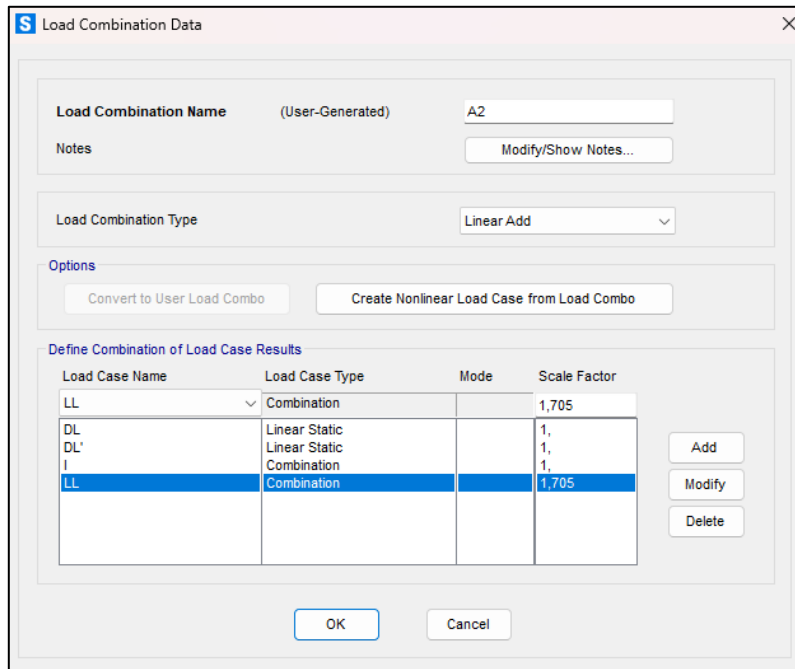 S Load Combination Data
Load Combination Name (User-Generated) A2
Notes Modify/Show Notes...
Load Combination Type Linear Add
Options
Convert to User Load Combo Create Nonlinear Load Case from Load Combo
Define Combination of Load Case Results
Load Case Name Load Case Type Mode Scale Factor
LL Combination 1,705
DL Linear Static 1,
DL' Linear Static 1,
I Combination 1,
LL Combination 1,705
Add
Modify
Delete
OK Cancel